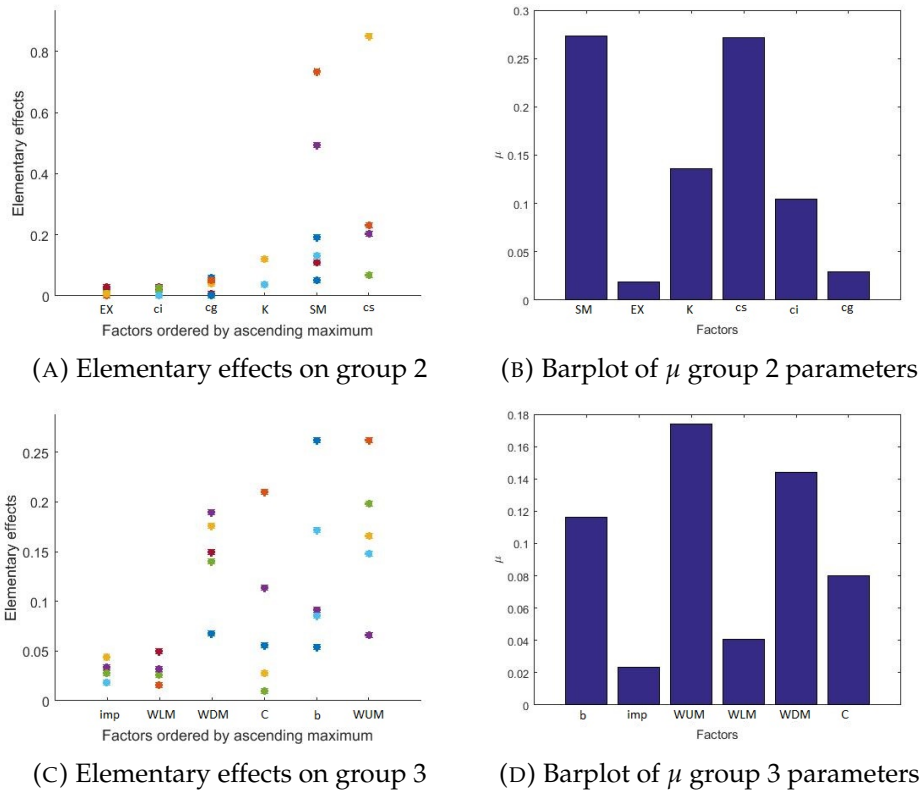 Elementary effects
0.8
0.6
0.4
0.2
0
EX ci cg K SM cs
Factors ordered by ascending maximum
(A) Elementary effects on group 2
μ
0.3
0.25
0.2
0.15
0.1
0.05
0
SM EX K cs ci cg
Factors
(B) Barplot of μ group 2 parameters
Elementary effects
0.25
0.2
0.15
0.1
0.05
0
imp WLM WDM C b WUM
Factors ordered by ascending maximum
(C) Elementary effects on group 3
μ
0.18
0.16
0.14
0.12
0.1
0.08
0.06
0.04
0.02
0
b imp WUM WLM WDM C
Factors
(D) Barplot of μ group 3 parameters